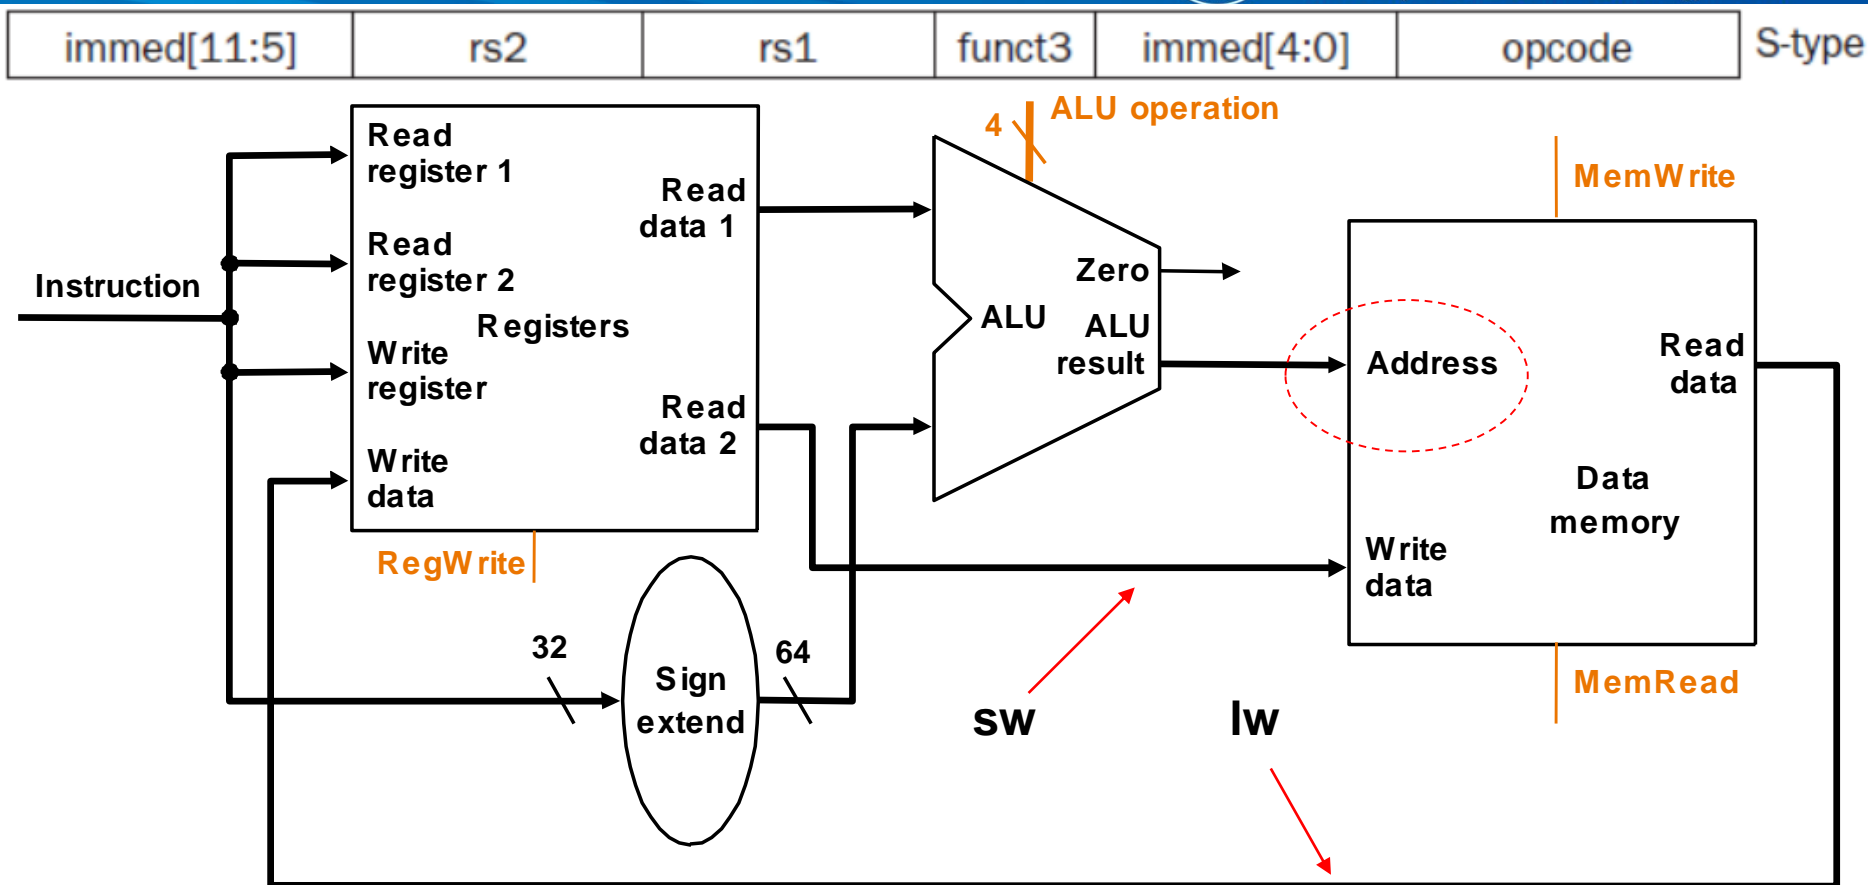 immed[11:5] rs2 rs1 funct3 immed[4:0] opcode S-type
4 ALU operation
Read
register 1
Read
data 1
MemWrite
Read
register 2
Instruction
Registers
Zero
ALU
ALU
result
Write
register
Address
Read
data
Read
data 2
Write
data
Data
memory
RegWrite
Write
data
32
64
Sign
extend
MemRead
sw
lw